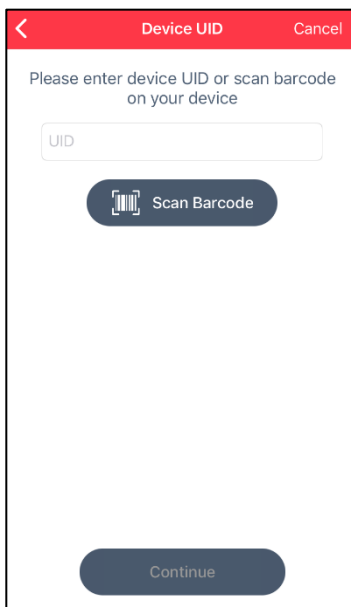 Device UID
Cancel
Please enter device UID or scan barcode
on your device
UID
Scan Barcode
Continue